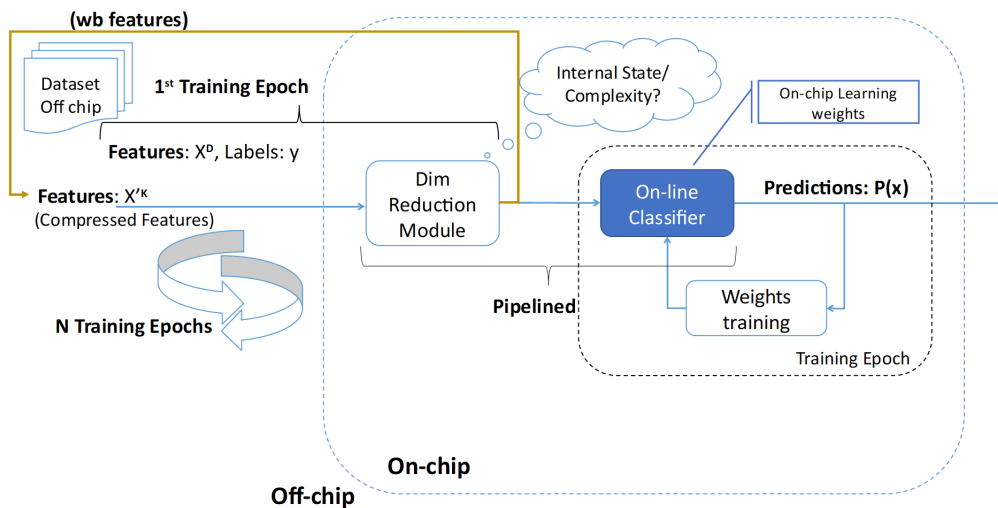 (wb features)
Dataset
Off chip
1st Training Epoch
Features: Xᴰ, Labels: y
Internal State/
Complexity?
On-chip Learning
weights
Features: X'ᴷ
(Compressed Features)
Dim
Reduction
Module
On-line
Classifier
Predictions: P(x)
Pipelined
Weights
training
N Training Epochs
Training Epoch
On-chip
Off-chip